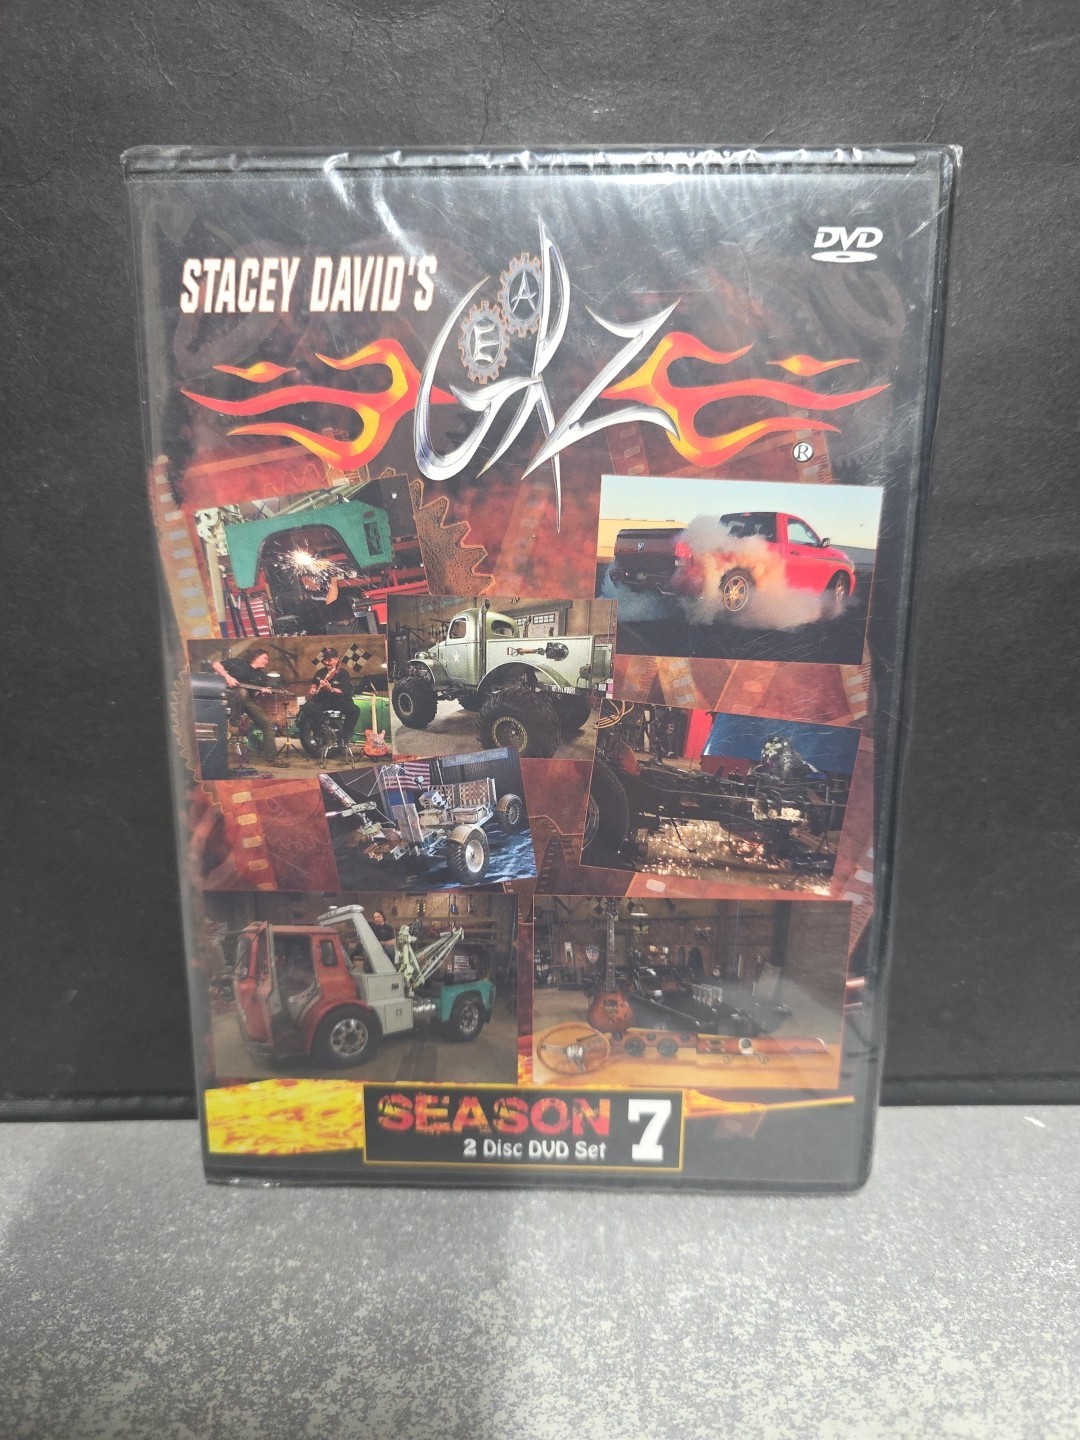 DVD
STACEY DAVID'S
GEARZ
®
SEASON 7
2 Disc DVD Set